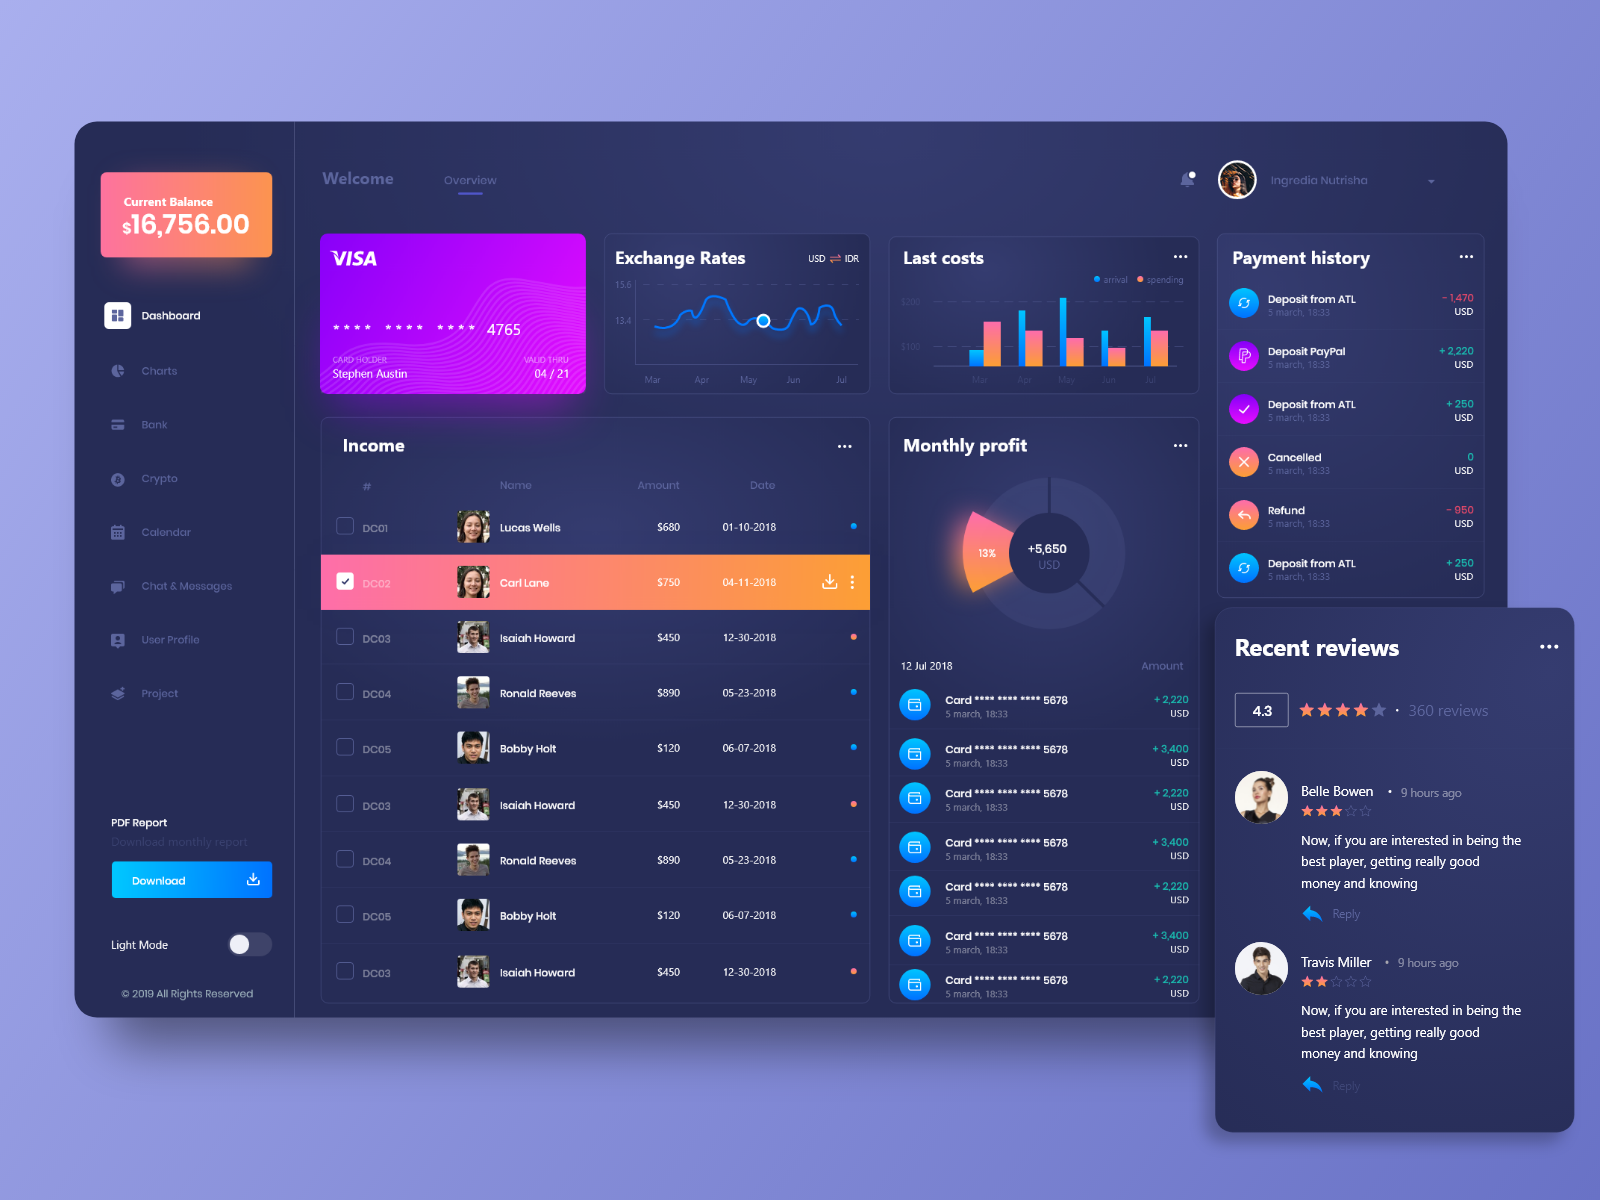 Current Balance
$16,756.00
Dashboard
Charts
Bank
Crypto
Calendar
Chat & Messages
User Profile
Project
PDF Report
Download monthly report
Download
Light Mode
© 2019 All Rights Reserved
Welcome
Overview
Ingredia Nutrisha
VISA
**** **** **** 4765
CARD HOLDER
VALID THRU
Stephen Austin
04 / 21
Exchange Rates
USD
IDR
15.6
13.4
Mar Apr May Jun Jul
Last costs
arrival
spending
$200
$100
Mar Apr May Jun Jul
Payment history
Deposit from ATL - 1,470
5 march, 18:33 USD
Deposit PayPal + 2,220
5 march, 18:33 USD
Deposit from ATL + 250
5 march, 18:33 USD
Cancelled 0
5 march, 18:33 USD
Refund - 950
5 march, 18:33 USD
Deposit from ATL + 250
5 march, 18:33 USD
Income
# Name Amount Date
DC01 Lucas Wells $680 01-10-2018
DC02 Carl Lane $750 04-11-2018
DC03 Isaiah Howard $450 12-30-2018
DC04 Ronald Reeves $890 05-23-2018
DC05 Bobby Holt $120 06-07-2018
DC03 Isaiah Howard $450 12-30-2018
DC04 Ronald Reeves $890 05-23-2018
DC05 Bobby Holt $120 06-07-2018
DC03 Isaiah Howard $450 12-30-2018
Monthly profit
13%
+5,650
USD
12 Jul 2018 Amount
Card **** **** **** 5678 + 2,220
5 march, 18:33 USD
Card **** **** **** 5678 + 3,400
5 march, 18:33 USD
Card **** **** **** 5678 + 2,220
5 march, 18:33 USD
Card **** **** **** 5678 + 3,400
5 march, 18:33 USD
Card **** **** **** 5678 + 2,220
5 march, 18:33 USD
Card **** **** **** 5678 + 3,400
5 march, 18:33 USD
Card **** **** **** 5678 + 2,220
5 march, 18:33 USD
Recent reviews
4.3 • 360 reviews
Belle Bowen • 9 hours ago
Now, if you are interested in being the
best player, getting really good
money and knowing
Reply
Travis Miller • 9 hours ago
Now, if you are interested in being the
best player, getting really good
money and knowing
Reply